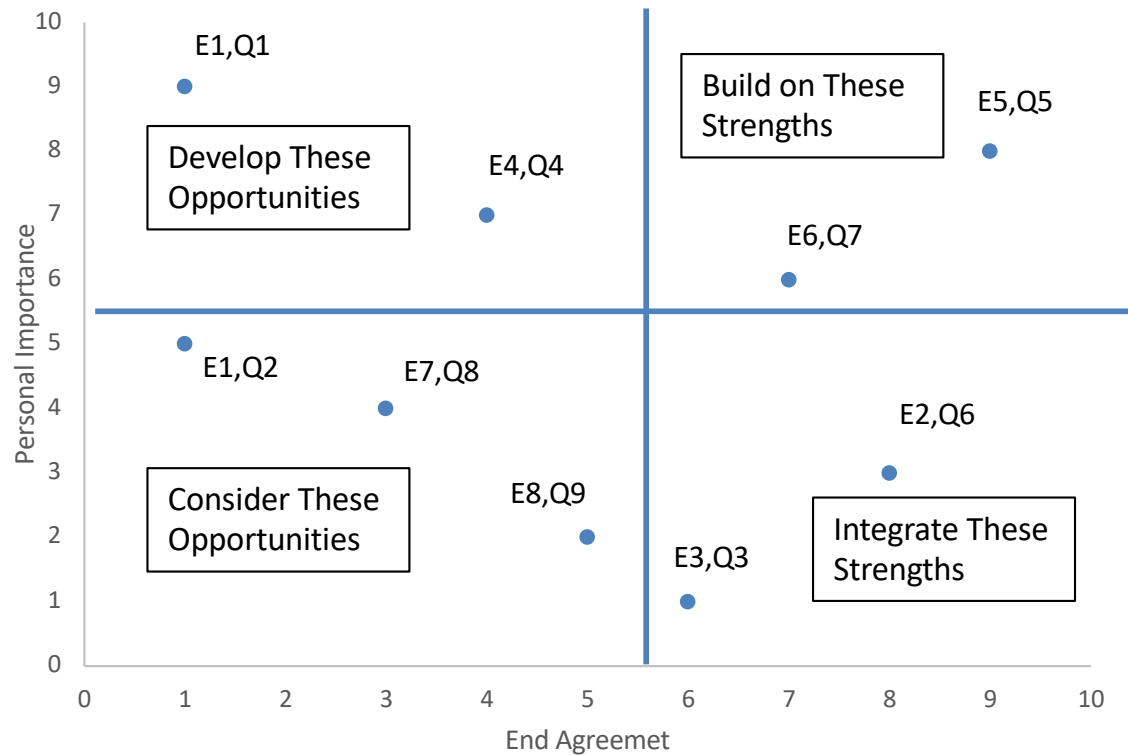 10
E1,Q1
9
Build on These
Strengths
E5,Q5
8
Develop These
Opportunities
E4,Q4
7
E6,Q7
6
Personal Importance
5
E1,Q2
E7,Q8
4
E2,Q6
3
Consider These
Opportunities
E8,Q9
Integrate These
Strengths
2
E3,Q3
1
0
0 1 2 3 4 5 6 7 8 9 10
End Agreemet